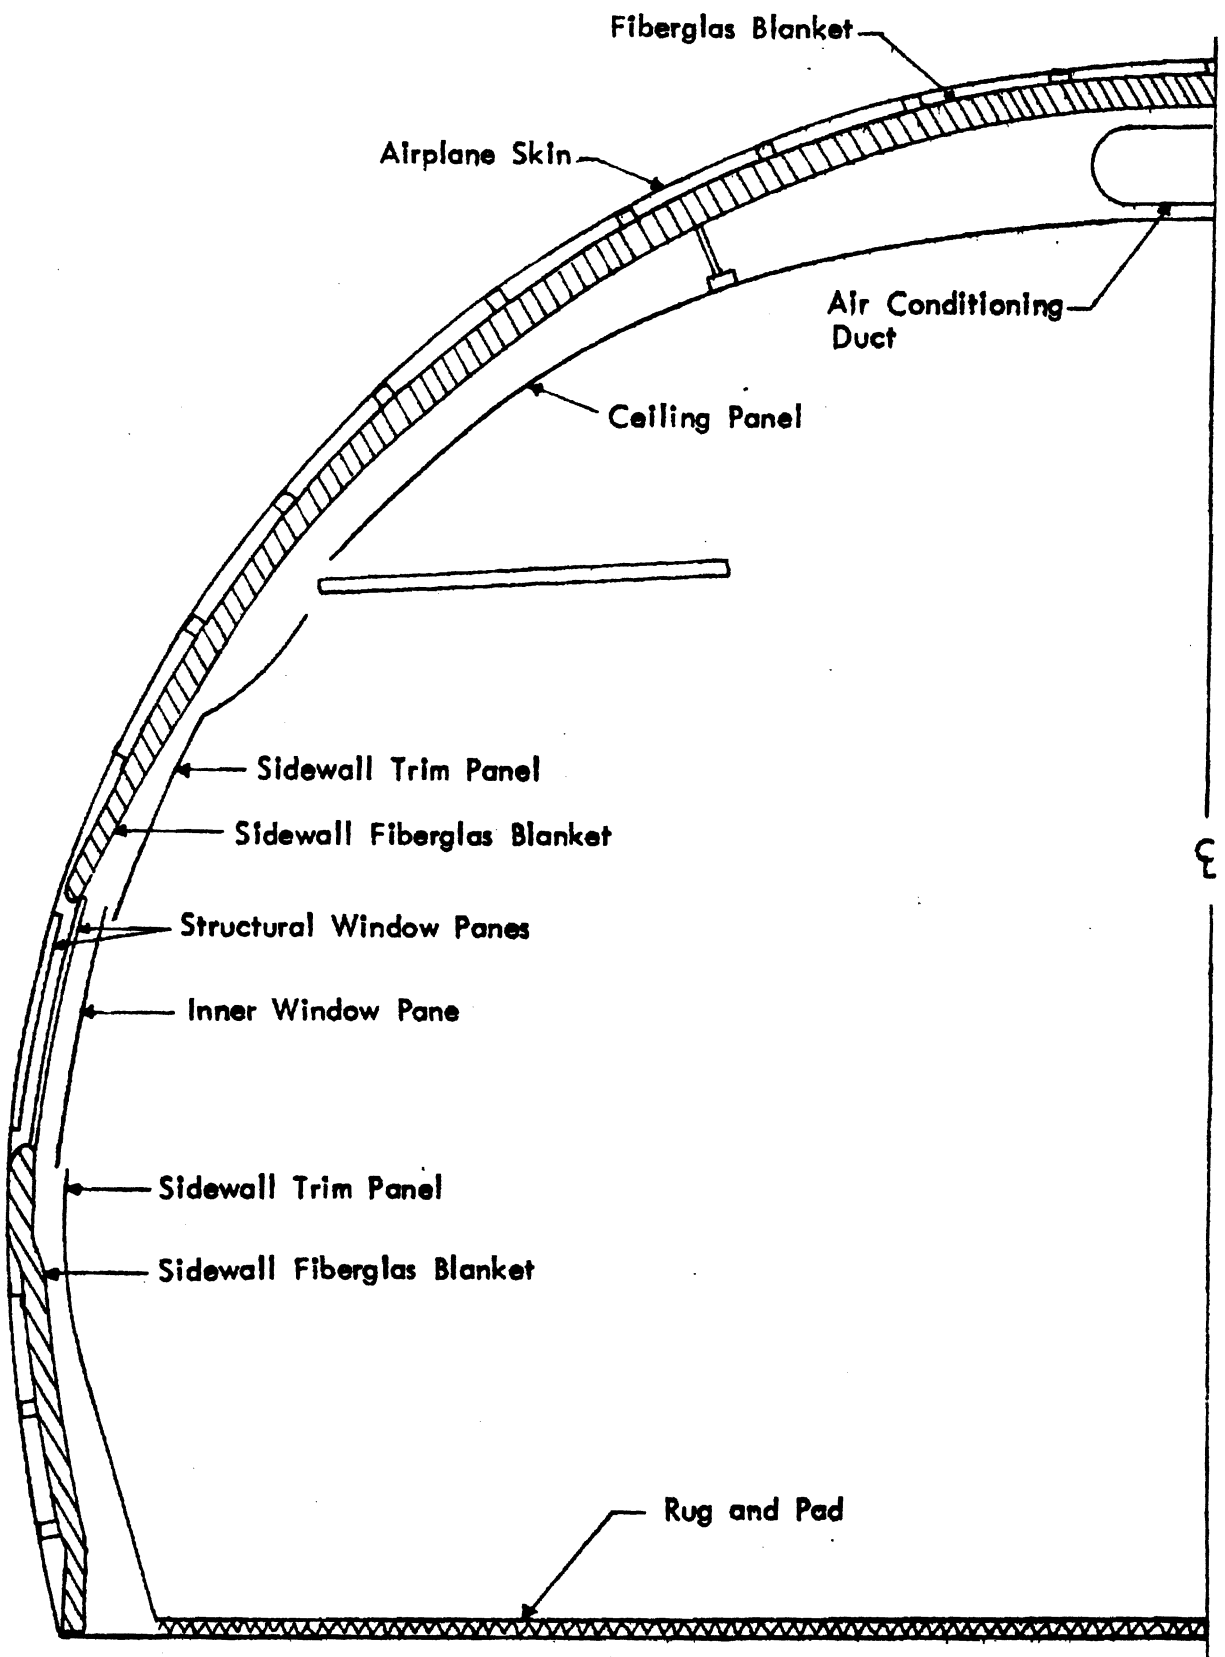 Fiberglas Blanket
Airplane Skin
Air Conditioning
Duct
Ceiling Panel
Sidewall Trim Panel
Sidewall Fiberglas Blanket
℄
Structural Window Panes
Inner Window Pane
Sidewall Trim Panel
Sidewall Fiberglas Blanket
Rug and Pad